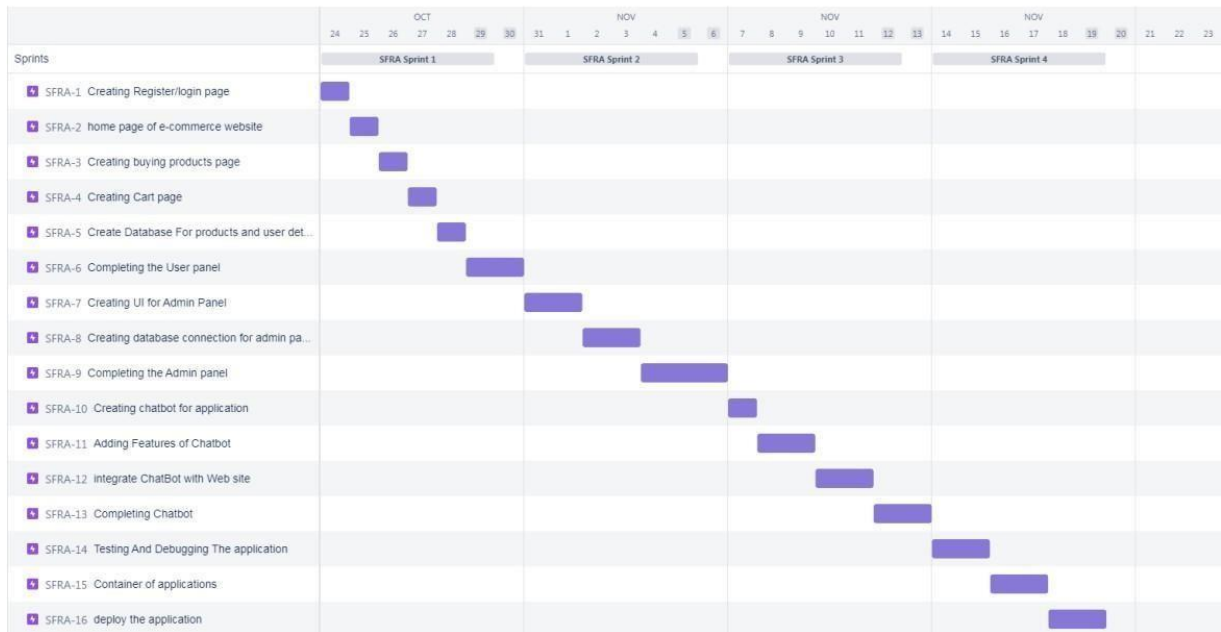 OCT NOV NOV NOV
24 25 26 27 28 29 30 31 1 2 3 4 5 6 7 8 9 10 11 12 13 14 15 16 17 18 19 20 21 22 23
Sprints SFRA Sprint 1 SFRA Sprint 2 SFRA Sprint 3 SFRA Sprint 4
SFRA-1 Creating Register/login page
SFRA-2 home page of e-commerce website
SFRA-3 Creating buying products page
SFRA-4 Creating Cart page
SFRA-5 Create Database For products and user det...
SFRA-6 Completing the User panel
SFRA-7 Creating UI for Admin Panel
SFRA-8 Creating database connection for admin pa...
SFRA-9 Completing the Admin panel
SFRA-10 Creating chatbot for application
SFRA-11 Adding Features of Chatbot
SFRA-12 integrate ChatBot with Web site
SFRA-13 Completing Chatbot
SFRA-14 Testing And Debugging The application
SFRA-15 Container of applications
SFRA-16 deploy the application